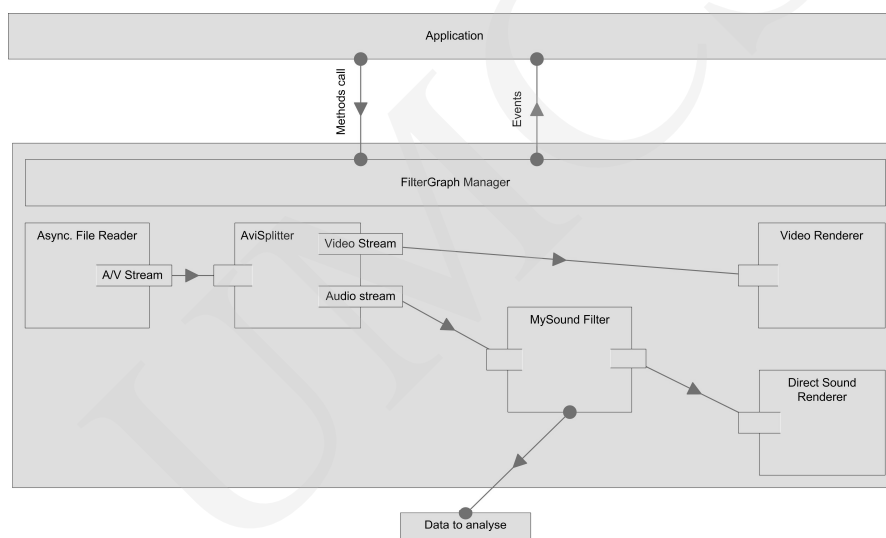 Application
Methods call
Events
FilterGraph Manager
Async. File Reader
A/V Stream
AviSplitter
Video Stream
Audio stream
MySound Filter
Video Renderer
Direct Sound
Renderer
Data to analyse
UMCS